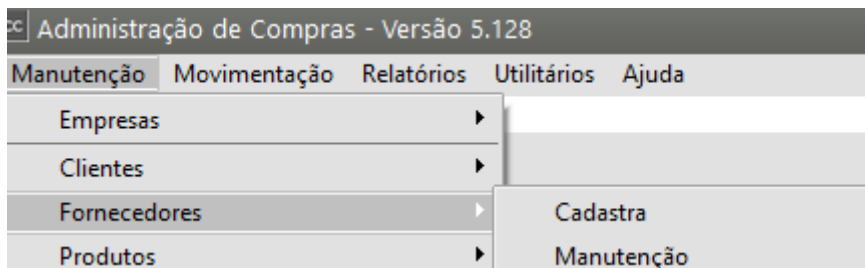 Administração de Compras - Versão 5.128
Manutenção Movimentação Relatórios Utilitários Ajuda
Empresas
Clientes
Fornecedores Cadastra
Produtos Manutenção